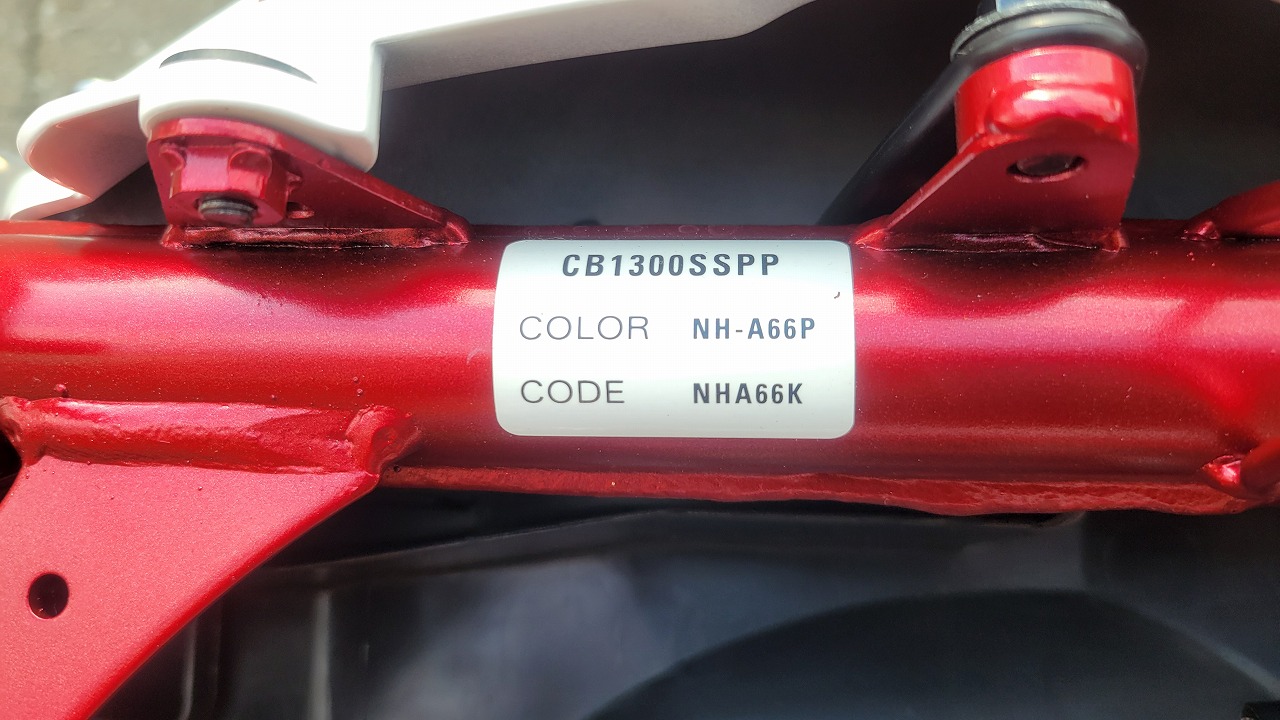 CB1300SSPP
COLOR NH-A66P
CODE NHA66K